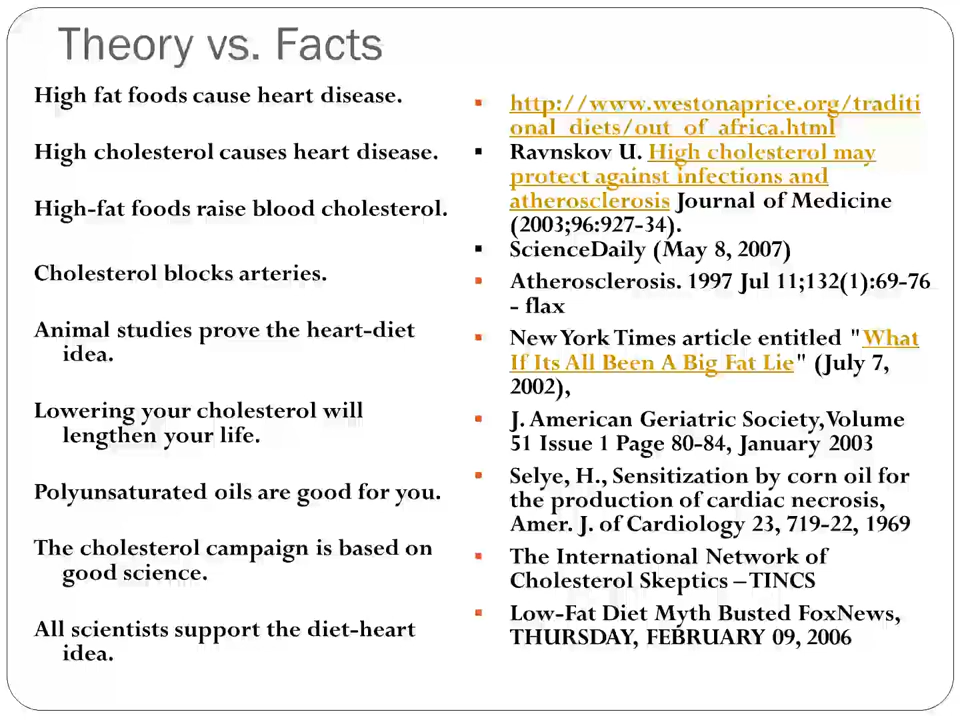 Theory vs. Facts
High fat foods cause heart disease.
High cholesterol causes heart disease.
High-fat foods raise blood cholesterol.
Cholesterol blocks arteries.
Animal studies prove the heart-diet
idea.
Lowering your cholesterol will
lengthen your life.
Polyunsaturated oils are good for you.
The cholesterol campaign is based on
good science.
All scientists support the diet-heart
idea.
▪ http://www.westonaprice.org/traditi
onal_diets/out_of_africa.html
▪ Ravnskov U. High cholesterol may
protect against infections and
atherosclerosis Journal of Medicine
(2003;96:927-34).
▪ ScienceDaily (May 8, 2007)
▪ Atherosclerosis. 1997 Jul 11;132(1):69-76
- flax
▪ New York Times article entitled "What
If Its All Been A Big Fat Lie" (July 7,
2002),
▪ J. American Geriatric Society, Volume
51 Issue 1 Page 80-84, January 2003
▪ Selye, H., Sensitization by corn oil for
the production of cardiac necrosis,
Amer. J. of Cardiology 23, 719-22, 1969
▪ The International Network of
Cholesterol Skeptics – TINCS
▪ Low-Fat Diet Myth Busted FoxNews,
THURSDAY, FEBRUARY 09, 2006